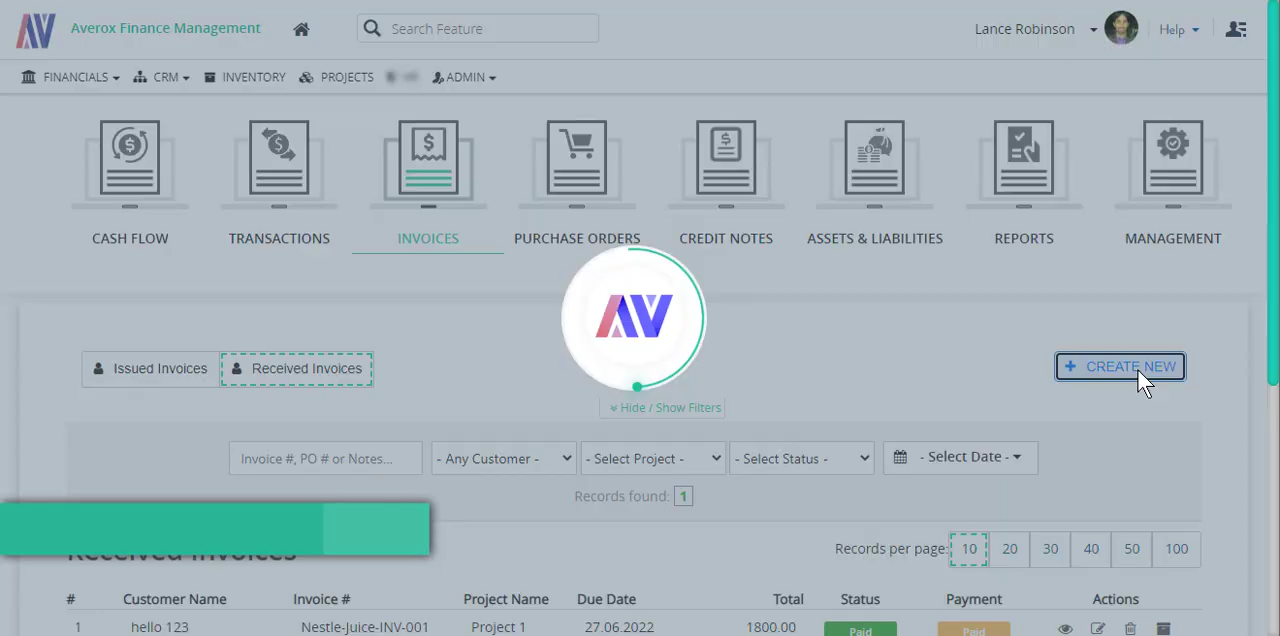 Averox Finance Management
Search Feature
Lance Robinson
Help
FINANCIALS CRM INVENTORY PROJECTS ADMIN
CASH FLOW TRANSACTIONS INVOICES PURCHASE ORDERS CREDIT NOTES ASSETS & LIABILITIES REPORTS MANAGEMENT
Issued Invoices Received Invoices + CREATE NEW
Hide / Show Filters
Invoice #, PO # or Notes... - Any Customer - - Select Project - - Select Status - - Select Date -
Records found: 1
Received Invoices
Records per page: 10 20 30 40 50 100
# Customer Name Invoice # Project Name Due Date Total Status Payment Actions
1 hello 123 Nestle-Juice-INV-001 Project 1 27.06.2022 1800.00 Paid Paid